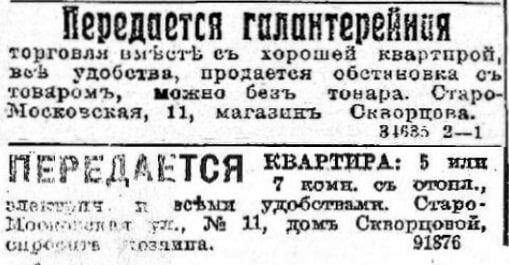 Передается галантерейная
торговля вмѣстѣ съ хорошей квартирой,
всѣ удобства, продается обстановка съ
товаромъ, можно безъ товара. Старо-
Московская, 11, магазинъ Скворцова.
34635 2—1
ПЕРЕДАЕТСЯ КВАРТИРА: 5 или
7 комн. съ отопл.,
электрич. и всѣми удобствами. Старо-
Московская ул., № 11, домъ Скворцовой,
спросить хозяина. 91876